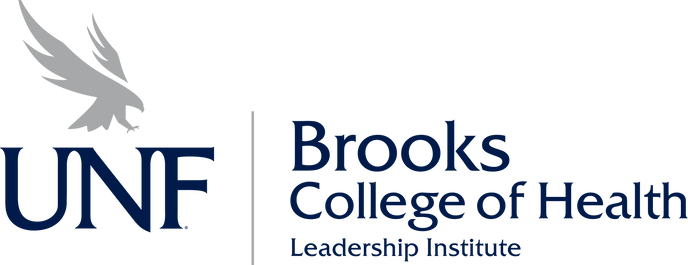 UNF
Brooks
College of Health
Leadership Institute